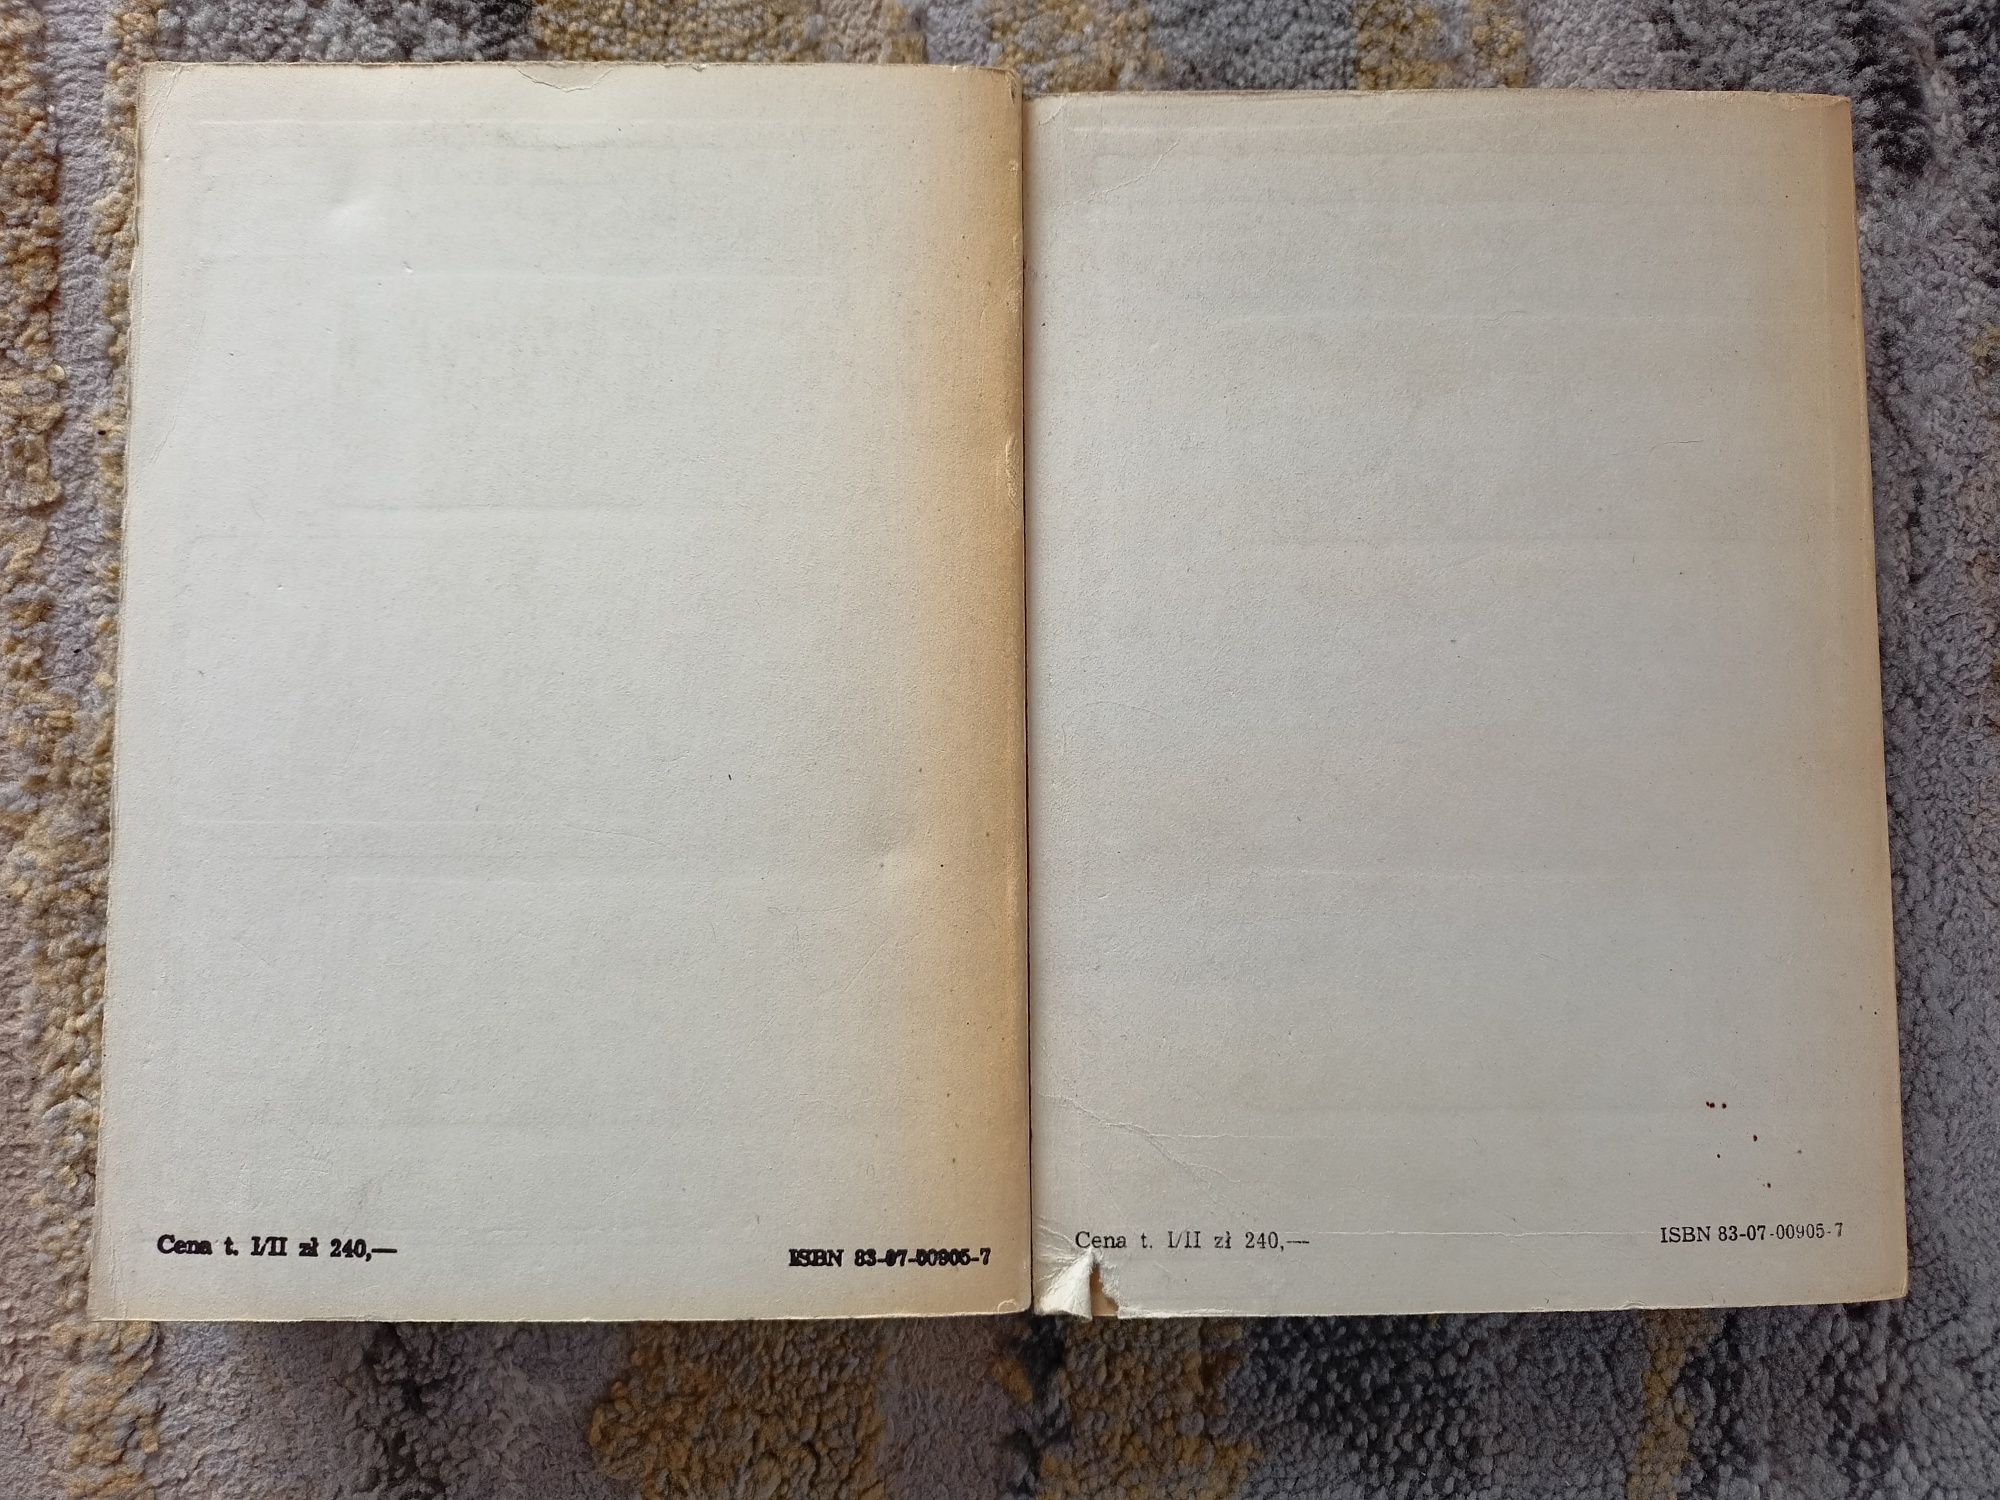 Cena t. I/II zł 240,—
ISBN 83-07-00905-7
Cena t. I/II zł 240,—
ISBN 83-07-00905-7